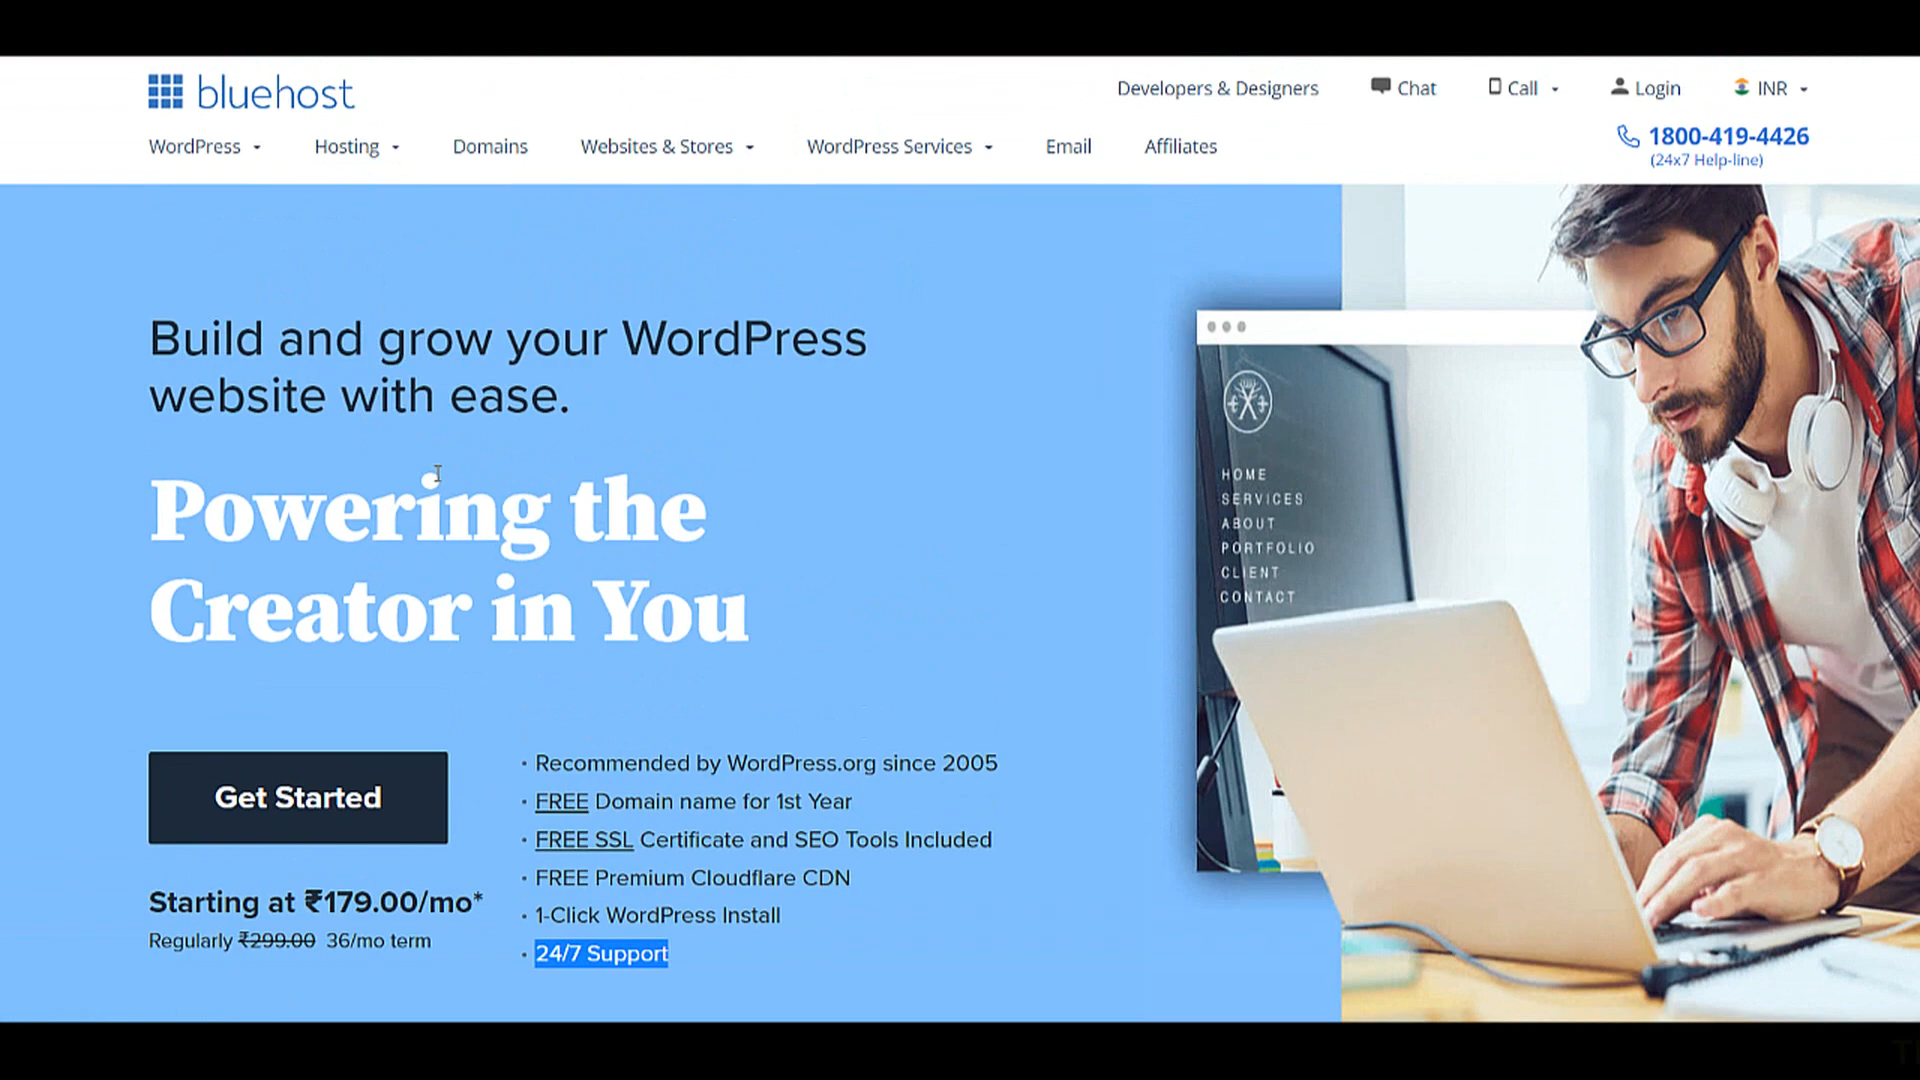 bluehost
Developers & Designers
Chat
Call
Login
INR
WordPress
Hosting
Domains
Websites & Stores
WordPress Services
Email
Affiliates
1800-419-4426
(24x7 Help-line)
Build and grow your WordPress
website with ease.
Powering the
Creator in You
HOME
SERVICES
ABOUT
PORTFOLIO
CLIENT
CONTACT
Get Started
Starting at ₹179.00/mo*
Regularly ₹299.00 36/mo term
· Recommended by WordPress.org since 2005
· FREE Domain name for 1st Year
· FREE SSL Certificate and SEO Tools Included
· FREE Premium Cloudflare CDN
· 1-Click WordPress Install
· 24/7 Support